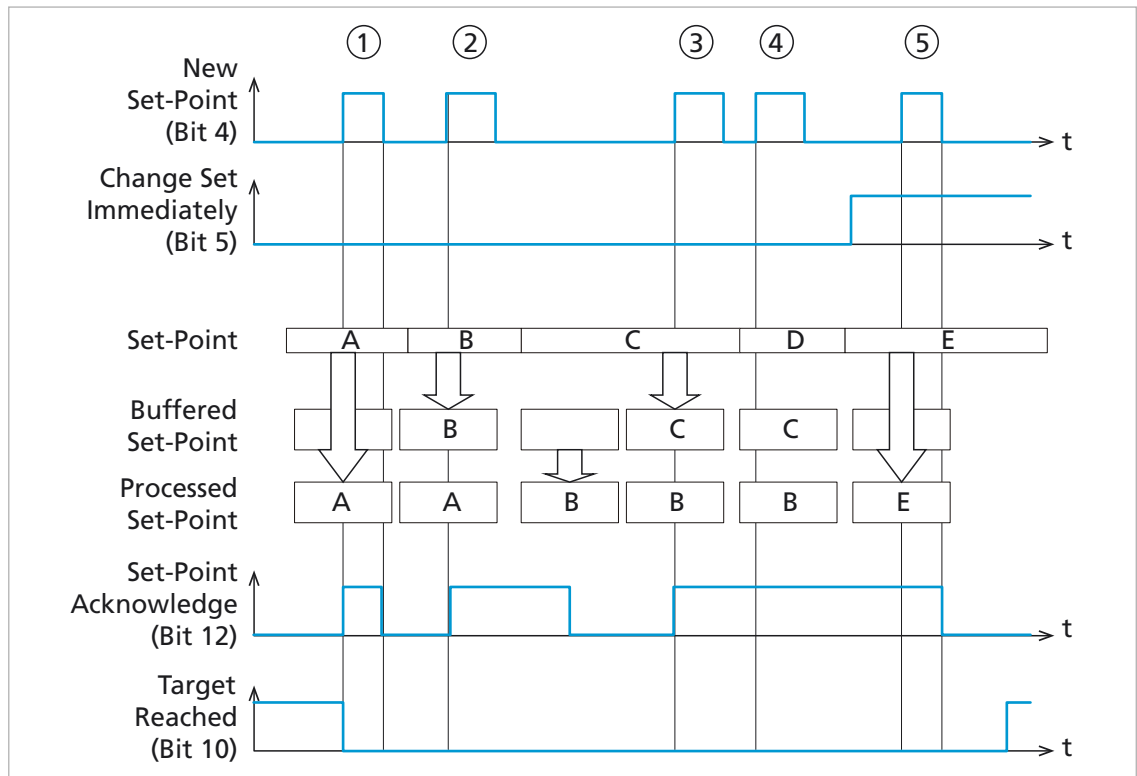 ① ② ③ ④ ⑤
New
Set-Point
(Bit 4)
t
Change Set
Immediately
(Bit 5)
t
Set-Point
A B C D E
Buffered
Set-Point
B C C
Processed
Set-Point
A A B B B E
Set-Point
Acknowledge
(Bit 12)
t
Target
Reached
(Bit 10)
t